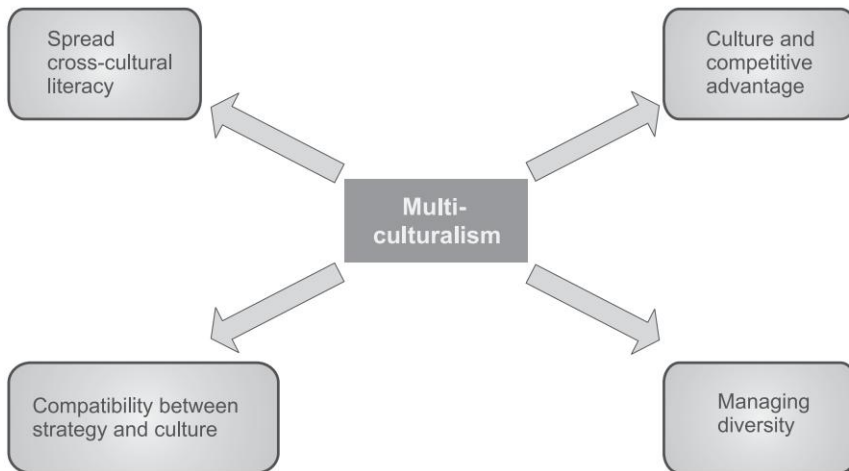 Spread
cross-cultural
literacy
Culture and
competitive
advantage
Multi-
culturalism
Compatibility between
strategy and culture
Managing
diversity